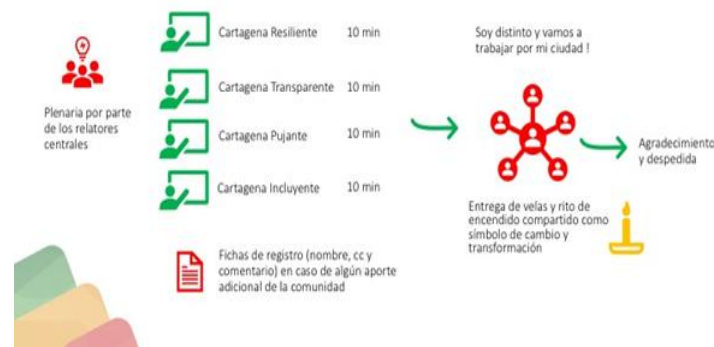 Plenaria por parte
de los relatores
centrales
Cartagena Resiliente 10 min
Cartagena Transparente 10 min
Cartagena Pujante 10 min
Cartagena Incluyente 10 min
Fichas de registro (nombre, cc y
comentario) en caso de algún aporte
adicional de la comunidad
Soy distinto y vamos a
trabajar por mi ciudad !
Entrega de velas y rito de
encendido compartido como
símbolo de cambio y
transformación
Agradecimiento
y despedida